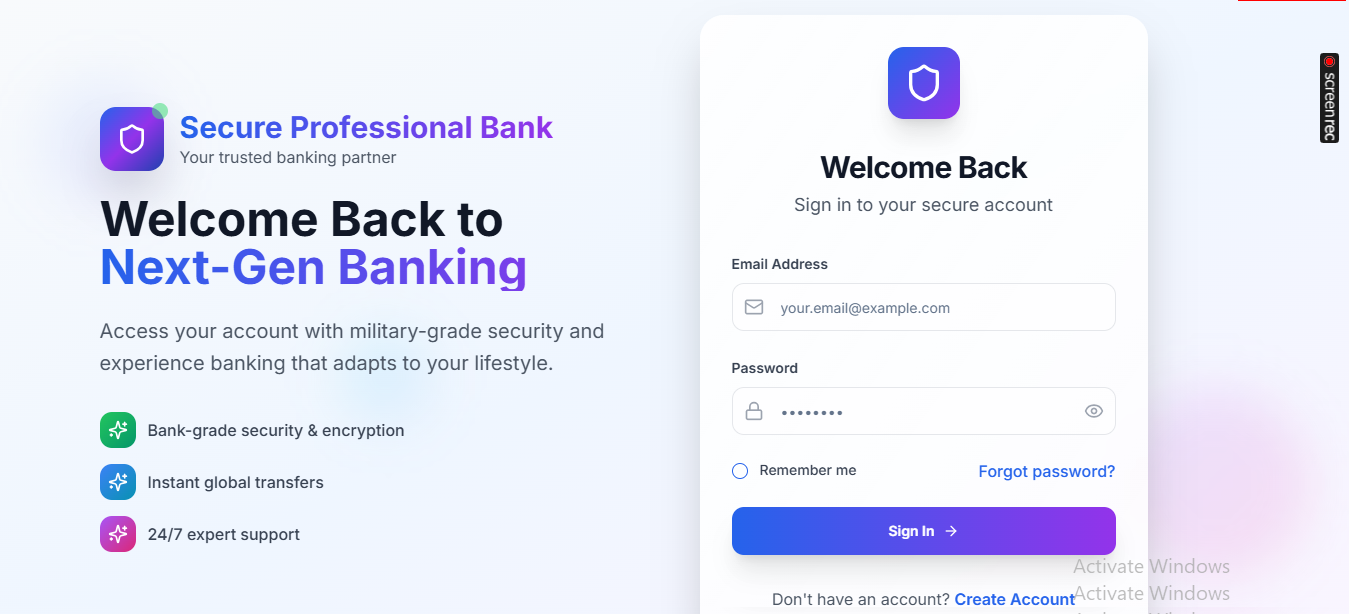 Secure Professional Bank
Your trusted banking partner
Welcome Back to
Next-Gen Banking
Access your account with military-grade security and
experience banking that adapts to your lifestyle.
Bank-grade security & encryption
Instant global transfers
24/7 expert support
Welcome Back
Sign in to your secure account
Email Address
your.email@example.com
Password
••••••••
Remember me
Forgot password?
Sign In →
Don't have an account? Create Account
screenrec
Activate Windows
Activate Windows